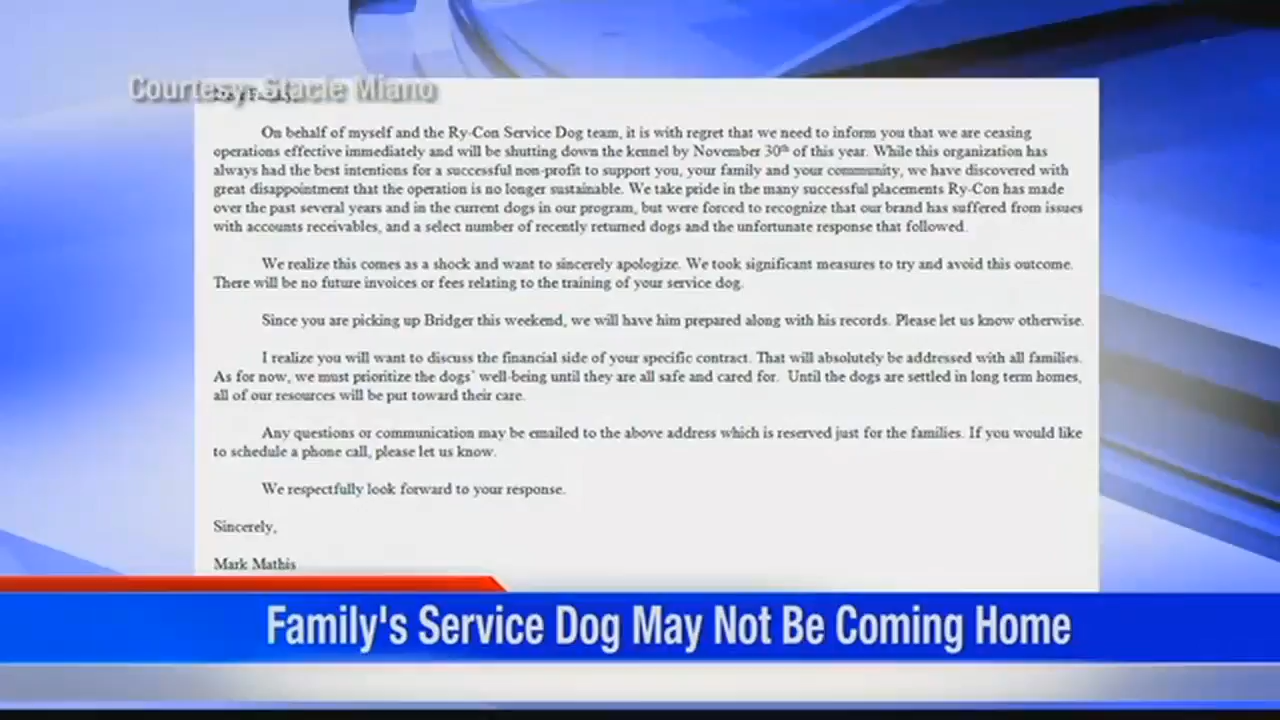 Courtesy: Stacie Miano
On behalf of myself and the Ry-Con Service Dog team, it is with regret that we need to inform you that we are ceasing
operations effective immediately and will be shutting down the kennel by November 30th of this year. While this organization has
always had the best intentions for a successful non-profit to support you, your family and your community, we have discovered with
great disappointment that the operation is no longer sustainable. We take pride in the many successful placements Ry-Con has made
over the past several years and in the current dogs in our program, but were forced to recognize that our brand has suffered from issues
with accounts receivables, and a select number of recently returned dogs and the unfortunate response that followed.
We realize this comes as a shock and want to sincerely apologize. We took significant measures to try and avoid this outcome.
There will be no future invoices or fees relating to the training of your service dog.
Since you are picking up Bridger this weekend, we will have him prepared along with his records. Please let us know otherwise.
I realize you will want to discuss the financial side of your specific contract. That will absolutely be addressed with all families.
As for now, we must prioritize the dogs' well-being until they are all safe and cared for. Until the dogs are settled in long term homes,
all of our resources will be put toward their care.
Any questions or communication may be emailed to the above address which is reserved just for the families. If you would like
to schedule a phone call, please let us know.
We respectfully look forward to your response.
Sincerely,
Mark Mathis
Family's Service Dog May Not Be Coming Home